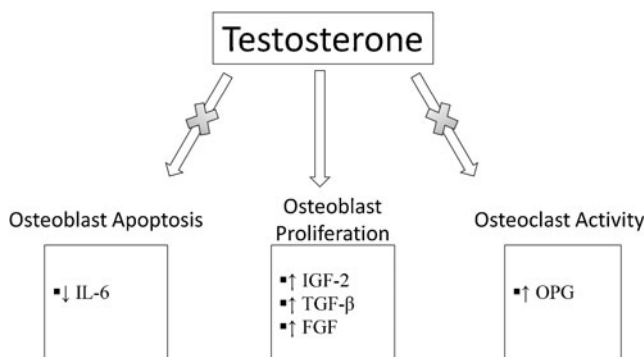 Testosterone
Osteoblast Apoptosis
Osteoblast
Proliferation
Osteoclast Activity
▪↓ IL-6
▪↑ IGF-2
▪↑ TGF-β
▪↑ FGF
▪↑ OPG